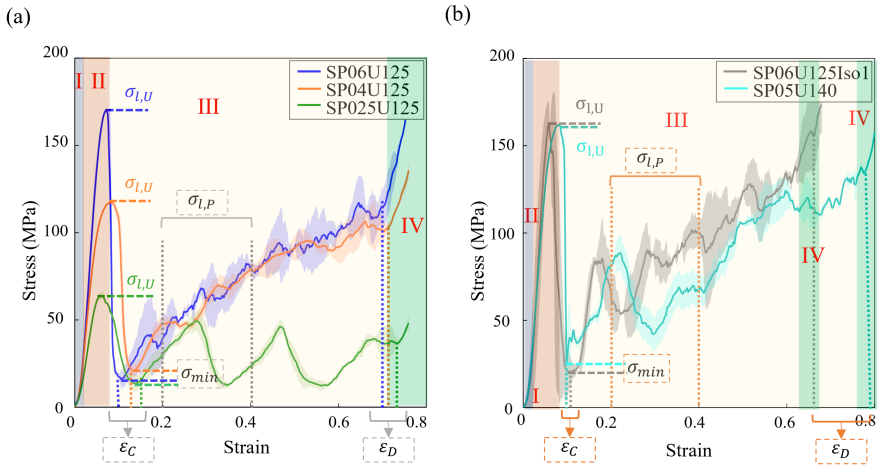 (a)
200
150
100
50
0
Stress (MPa)
I
II
III
IV
SP06U125
SP04U125
SP025U125
σl,U
σl,U
σl,U
σl,P
σmin
0
0.2
0.4
0.6
0.8
εC
Strain
εD
(b)
200
150
100
50
0
Stress (MPa)
I
II
III
IV
IV
SP06U125Iso1
SP05U140
σl,U
σl,U
σl,P
σmin
0
0.2
0.4
0.6
0.8
εC
Strain
εD